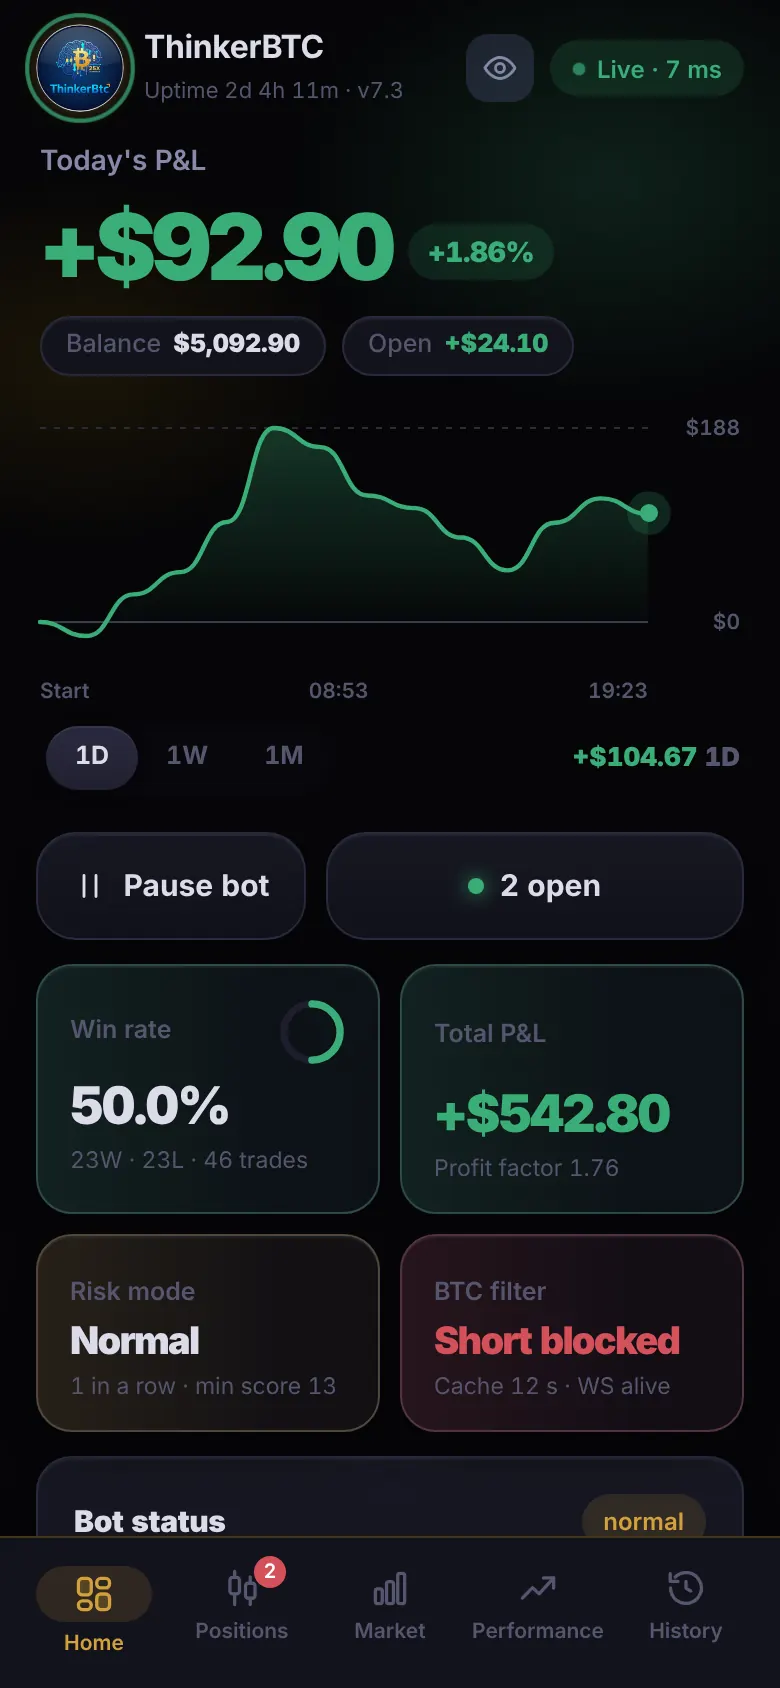 ThinkerBTC
Uptime 2d 4h 11m · v7.3
Live · 7 ms
25X
ThinkerBtc
Today's P&L
+$92.90
+1.86%
Balance $5,092.90
Open +$24.10
$188
$0
Start 08:53 19:23
1D 1W 1M
+$104.67 1D
Pause bot
2 open
Win rate
50.0%
23W · 23L · 46 trades
Total P&L
+$542.80
Profit factor 1.76
Risk mode
Normal
1 in a row · min score 13
BTC filter
Short blocked
Cache 12 s · WS alive
Bot status
normal
2
Home
Positions
Market
Performance
History